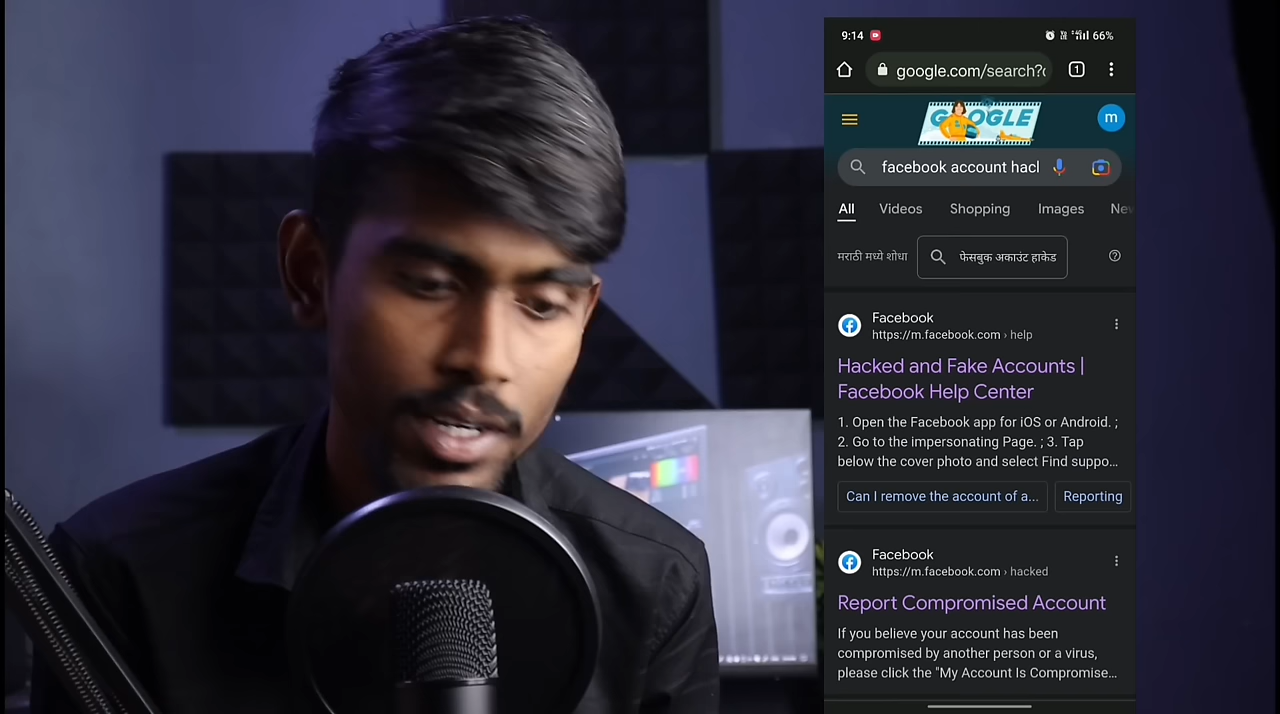 9:14
66%
google.com/search?c
1
GOOGLE
m
facebook account hacl
All Videos Shopping Images Nev
मराठी मध्ये शोधा फेसबुक अकाउंट हाकेड
Facebook
https://m.facebook.com › help
Hacked and Fake Accounts |
Facebook Help Center
1. Open the Facebook app for iOS or Android. ;
2. Go to the impersonating Page. ; 3. Tap
below the cover photo and select Find suppo...
Can I remove the account of a... Reporting
Facebook
https://m.facebook.com › hacked
Report Compromised Account
If you believe your account has been
compromised by another person or a virus,
please click the "My Account Is Compromise...